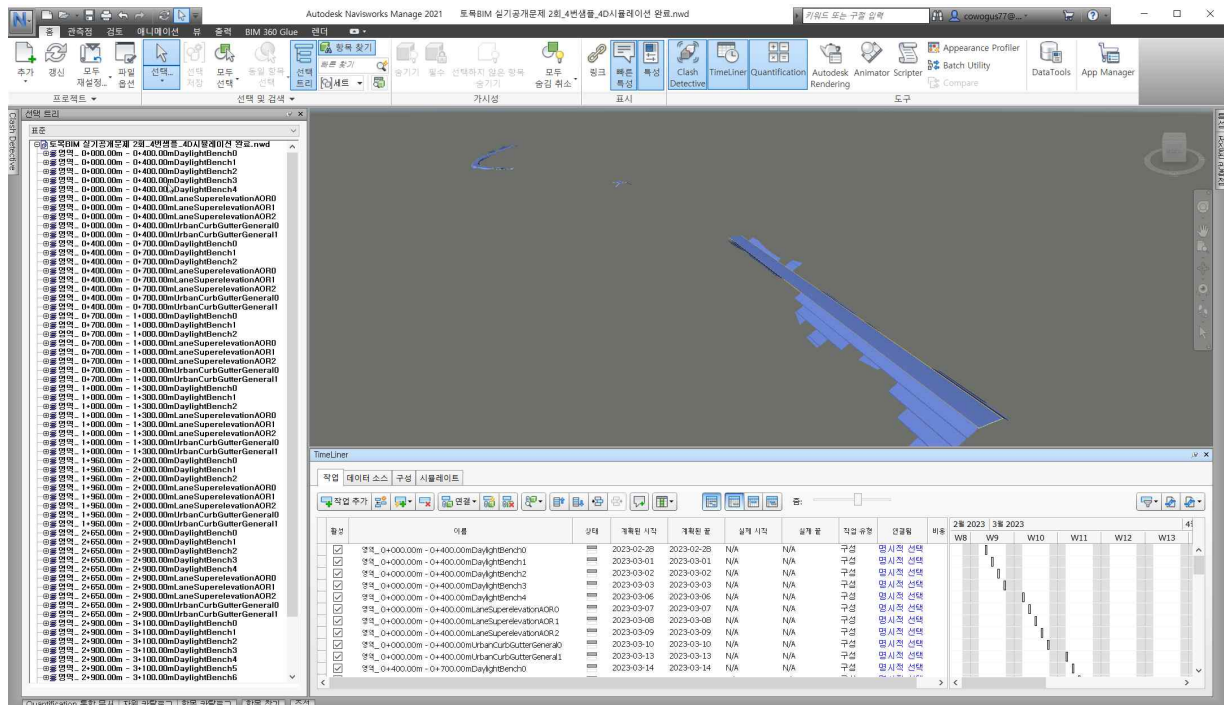 Autodesk Navisworks Manage 2021 토목BIM 실기공개문제 2회_4번샘플_4D시뮬레이션 완료.nwd
키워드 또는 구절 입력
cowogus77@...
홈 관측점 검토 애니메이션 뷰 출력 BIM 360 Glue 렌더
추가 갱신 모두 재설정... 파일 옵션
선택... 선택 저장 모두 선택 동일 항목 선택 선택 트리
항목 찾기
빠른 찾기
세트
숨기기 필수 선택하지 않은 항목 숨기기 모두 숨김 취소
링크 빠른 특성 특성
Clash Detective TimeLiner Quantification Autodesk Rendering Animator Scripter
Appearance Profiler
Batch Utility
Compare
DataTools App Manager
프로젝트 선택 및 검색 가시성 표시 도구
Clash Detective
선택 트리
표준
토목BIM 실기공개문제 2회_4번샘플_4D시뮬레이션 완료.nwd
영역_ 0+000.00m - 0+400.00mDaylightBench0
영역_ 0+000.00m - 0+400.00mDaylightBench1
영역_ 0+000.00m - 0+400.00mDaylightBench2
영역_ 0+000.00m - 0+400.00mDaylightBench3
영역_ 0+000.00m - 0+400.00mDaylightBench4
영역_ 0+000.00m - 0+400.00mLaneSuperelevationAOR0
영역_ 0+000.00m - 0+400.00mLaneSuperelevationAOR1
영역_ 0+000.00m - 0+400.00mLaneSuperelevationAOR2
영역_ 0+000.00m - 0+400.00mUrbanCurbGutterGeneral0
영역_ 0+000.00m - 0+400.00mUrbanCurbGutterGeneral1
영역_ 0+400.00m - 0+700.00mDaylightBench0
영역_ 0+400.00m - 0+700.00mDaylightBench1
영역_ 0+400.00m - 0+700.00mDaylightBench2
영역_ 0+400.00m - 0+700.00mLaneSuperelevationAOR0
영역_ 0+400.00m - 0+700.00mLaneSuperelevationAOR1
영역_ 0+400.00m - 0+700.00mLaneSuperelevationAOR2
영역_ 0+400.00m - 0+700.00mUrbanCurbGutterGeneral0
영역_ 0+400.00m - 0+700.00mUrbanCurbGutterGeneral1
영역_ 0+700.00m - 1+000.00mDaylightBench0
영역_ 0+700.00m - 1+000.00mDaylightBench1
영역_ 0+700.00m - 1+000.00mDaylightBench2
영역_ 0+700.00m - 1+000.00mLaneSuperelevationAOR0
영역_ 0+700.00m - 1+000.00mLaneSuperelevationAOR1
영역_ 0+700.00m - 1+000.00mLaneSuperelevationAOR2
영역_ 0+700.00m - 1+000.00mUrbanCurbGutterGeneral0
영역_ 0+700.00m - 1+000.00mUrbanCurbGutterGeneral1
영역_ 1+000.00m - 1+300.00mDaylightBench0
영역_ 1+000.00m - 1+300.00mDaylightBench1
영역_ 1+000.00m - 1+300.00mDaylightBench2
영역_ 1+000.00m - 1+300.00mLaneSuperelevationAOR0
영역_ 1+000.00m - 1+300.00mLaneSuperelevationAOR1
영역_ 1+000.00m - 1+300.00mLaneSuperelevationAOR2
영역_ 1+000.00m - 1+300.00mUrbanCurbGutterGeneral0
영역_ 1+000.00m - 1+300.00mUrbanCurbGutterGeneral1
영역_ 1+960.00m - 2+000.00mDaylightBench0
영역_ 1+960.00m - 2+000.00mDaylightBench1
영역_ 1+960.00m - 2+000.00mDaylightBench2
영역_ 1+960.00m - 2+000.00mLaneSuperelevationAOR0
영역_ 1+960.00m - 2+000.00mLaneSuperelevationAOR1
영역_ 1+960.00m - 2+000.00mLaneSuperelevationAOR2
영역_ 1+960.00m - 2+000.00mUrbanCurbGutterGeneral0
영역_ 1+960.00m - 2+000.00mUrbanCurbGutterGeneral1
영역_ 2+650.00m - 2+900.00mDaylightBench0
영역_ 2+650.00m - 2+900.00mDaylightBench1
영역_ 2+650.00m - 2+900.00mDaylightBench2
영역_ 2+650.00m - 2+900.00mDaylightBench3
영역_ 2+650.00m - 2+900.00mDaylightBench4
영역_ 2+650.00m - 2+900.00mLaneSuperelevationAOR0
영역_ 2+650.00m - 2+900.00mLaneSuperelevationAOR1
영역_ 2+650.00m - 2+900.00mLaneSuperelevationAOR2
영역_ 2+650.00m - 2+900.00mUrbanCurbGutterGeneral0
영역_ 2+650.00m - 2+900.00mUrbanCurbGutterGeneral1
영역_ 2+900.00m - 3+100.00mDaylightBench0
영역_ 2+900.00m - 3+100.00mDaylightBench1
영역_ 2+900.00m - 3+100.00mDaylightBench2
영역_ 2+900.00m - 3+100.00mDaylightBench3
영역_ 2+900.00m - 3+100.00mDaylightBench4
영역_ 2+900.00m - 3+100.00mDaylightBench5
영역_ 2+900.00m - 3+100.00mDaylightBench6
TimeLiner
작업 데이터 소스 구성 시뮬레이트
작업 추가 연결 줌:
활성 이름 상태 계획된 시작 계획된 끝 실제 시작 실제 끝 작업 유형 연결됨 비용
2월 2023 3월 2023
W8 W9 W10 W11 W12 W13
영역_ 0+000.00m - 0+400.00mDaylightBench0 2023-02-28 2023-02-28 N/A N/A 구성 명시적 선택
영역_ 0+000.00m - 0+400.00mDaylightBench1 2023-03-01 2023-03-01 N/A N/A 구성 명시적 선택
영역_ 0+000.00m - 0+400.00mDaylightBench2 2023-03-02 2023-03-02 N/A N/A 구성 명시적 선택
영역_ 0+000.00m - 0+400.00mDaylightBench3 2023-03-03 2023-03-03 N/A N/A 구성 명시적 선택
영역_ 0+000.00m - 0+400.00mDaylightBench4 2023-03-06 2023-03-06 N/A N/A 구성 명시적 선택
영역_ 0+000.00m - 0+400.00mLaneSuperelevationAOR0 2023-03-07 2023-03-07 N/A N/A 구성 명시적 선택
영역_ 0+000.00m - 0+400.00mLaneSuperelevationAOR1 2023-03-08 2023-03-08 N/A N/A 구성 명시적 선택
영역_ 0+000.00m - 0+400.00mLaneSuperelevationAOR2 2023-03-09 2023-03-09 N/A N/A 구성 명시적 선택
영역_ 0+000.00m - 0+400.00mUrbanCurbGutterGeneral0 2023-03-10 2023-03-10 N/A N/A 구성 명시적 선택
영역_ 0+000.00m - 0+400.00mUrbanCurbGutterGeneral1 2023-03-13 2023-03-13 N/A N/A 구성 명시적 선택
영역_ 0+400.00m - 0+700.00mDaylightBench0 2023-03-14 2023-03-14 N/A N/A 구성 명시적 선택